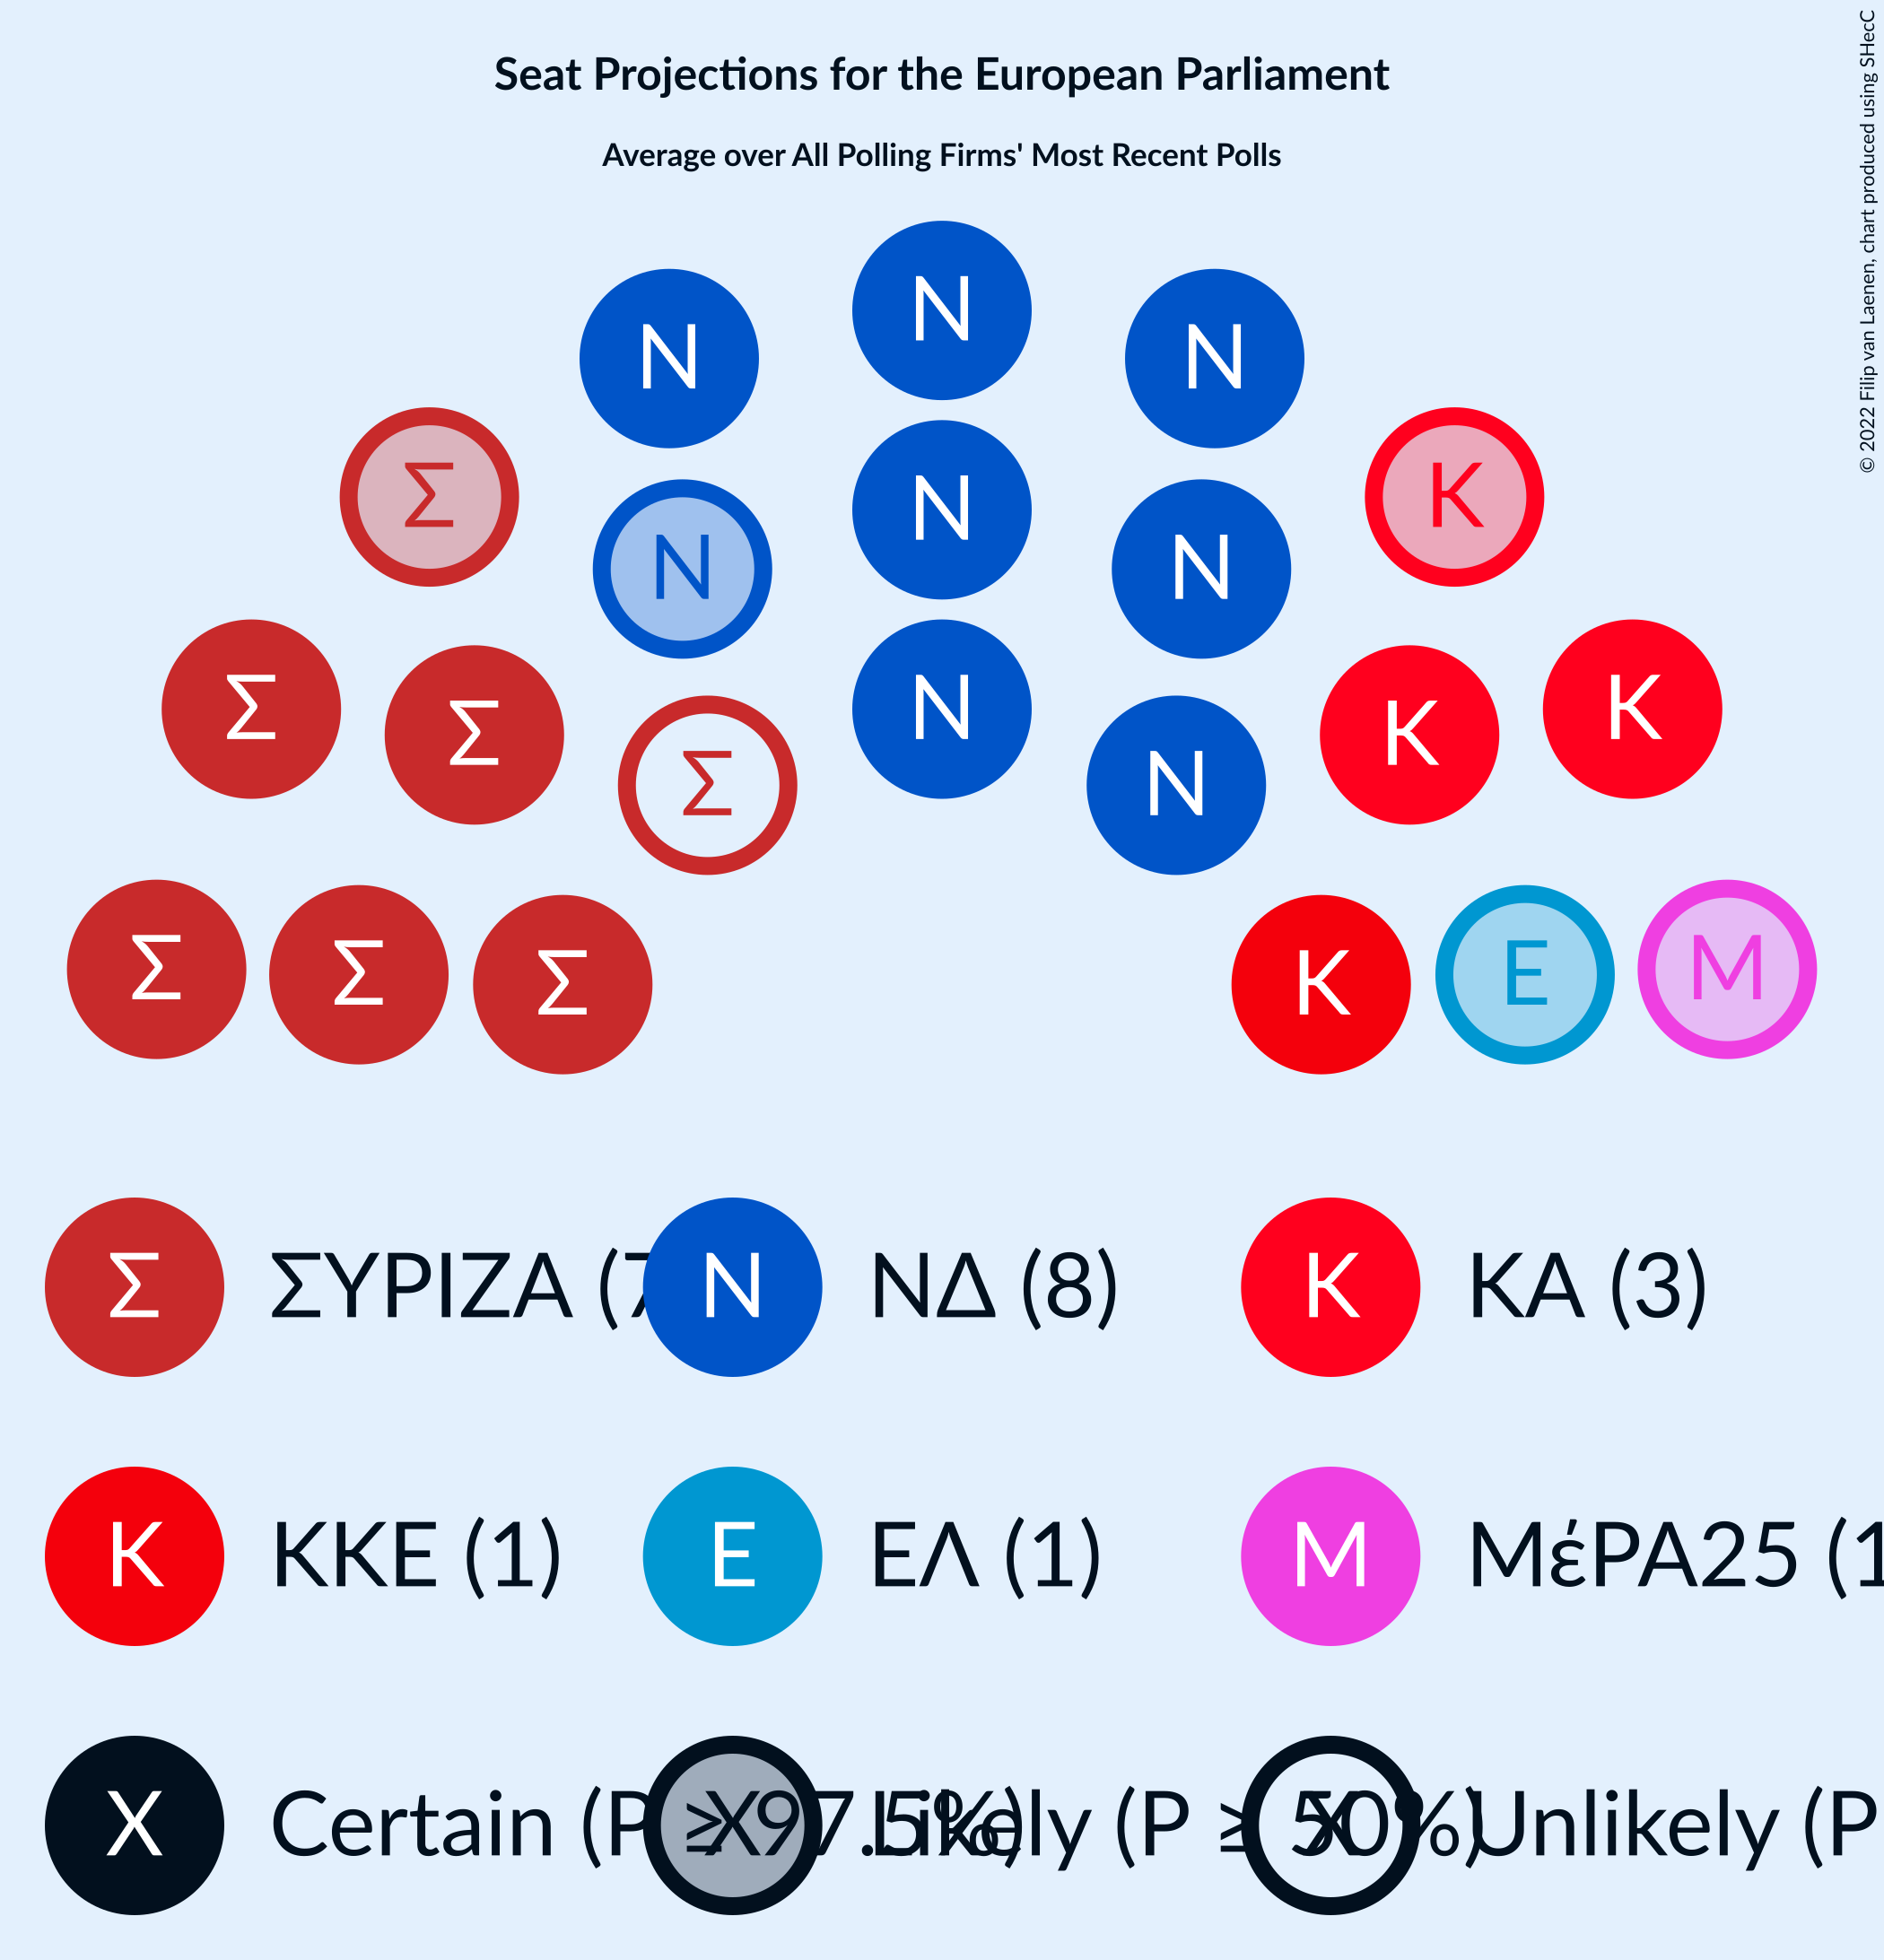 Seat Projections for the European Parliament
Average over All Polling Firms' Most Recent Polls
© 2022 Filip van Laenen, chart produced using SHecC
N
N N
Σ K
N
N N
Σ K
Σ K
N
Σ N
Σ Σ Σ K E M
Σ ΣΥΡΙΖΑ (7 N ΝΔ (8) K ΚΑ (3)
K ΚΚΕ (1) E ΕΛ (1) M ΜέΡΑ25 (1
X Certain (P ≥ 97.5%) X Likely (P ≥ 50%) X Unlikely (P